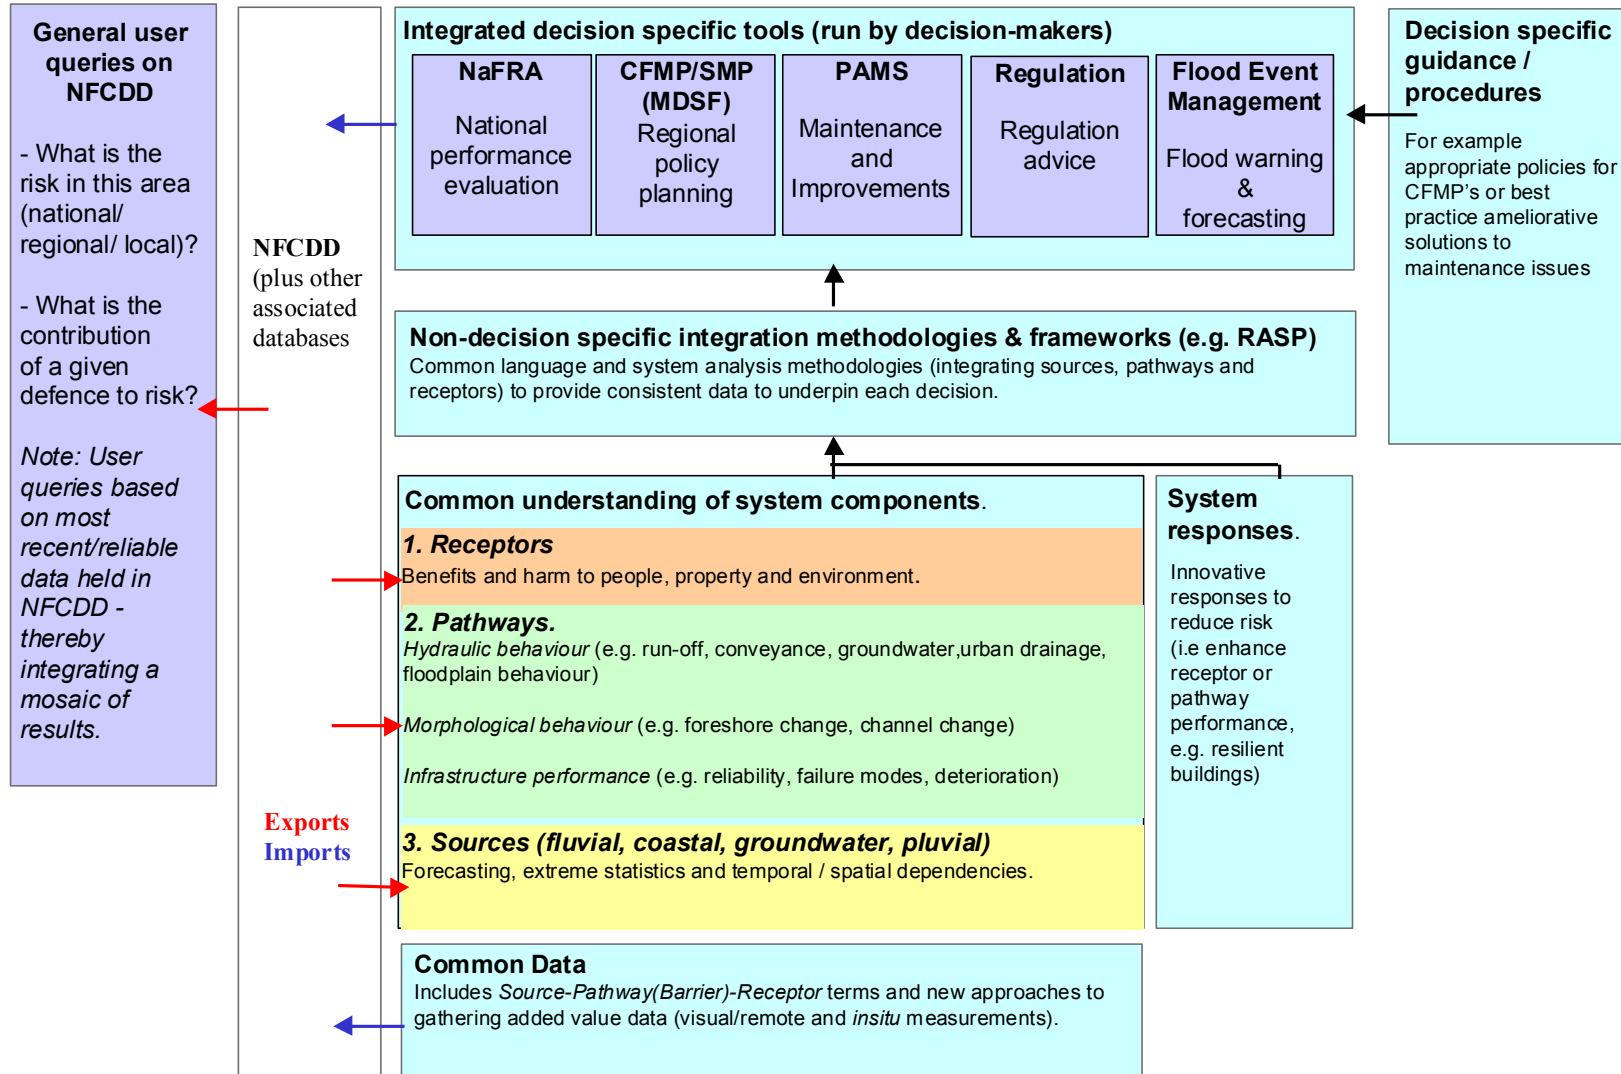 General user
queries on
NFCDD
- What is the
risk in this area
(national/
regional/ local)?
- What is the
contribution
of a given
defence to risk?
Note: User
queries based
on most
recent/reliable
data held in
NFCDD -
thereby
integrating a
mosaic of
results.
NFCDD
(plus other
associated
databases
Exports
Imports
Integrated decision specific tools (run by decision-makers)
NaFRA
National
performance
evaluation
CFMP/SMP
(MDSF)
Regional
policy
planning
PAMS
Maintenance
and
Improvements
Regulation
Regulation
advice
Flood Event
Management
Flood warning
&
forecasting
Decision specific
guidance /
procedures
For example
appropriate policies for
CFMP's or best
practice ameliorative
solutions to
maintenance issues
Non-decision specific integration methodologies & frameworks (e.g. RASP)
Common language and system analysis methodologies (integrating sources, pathways and
receptors) to provide consistent data to underpin each decision.
Common understanding of system components.
1. Receptors
Benefits and harm to people, property and environment.
2. Pathways.
Hydraulic behaviour (e.g. run-off, conveyance, groundwater,urban drainage,
floodplain behaviour)
Morphological behaviour (e.g. foreshore change, channel change)
Infrastructure performance (e.g. reliability, failure modes, deterioration)
3. Sources (fluvial, coastal, groundwater, pluvial)
Forecasting, extreme statistics and temporal / spatial dependencies.
System
responses.
Innovative
responses to
reduce risk
(i.e enhance
receptor or
pathway
performance,
e.g. resilient
buildings)
Common Data
Includes Source-Pathway(Barrier)-Receptor terms and new approaches to
gathering added value data (visual/remote and insitu measurements).